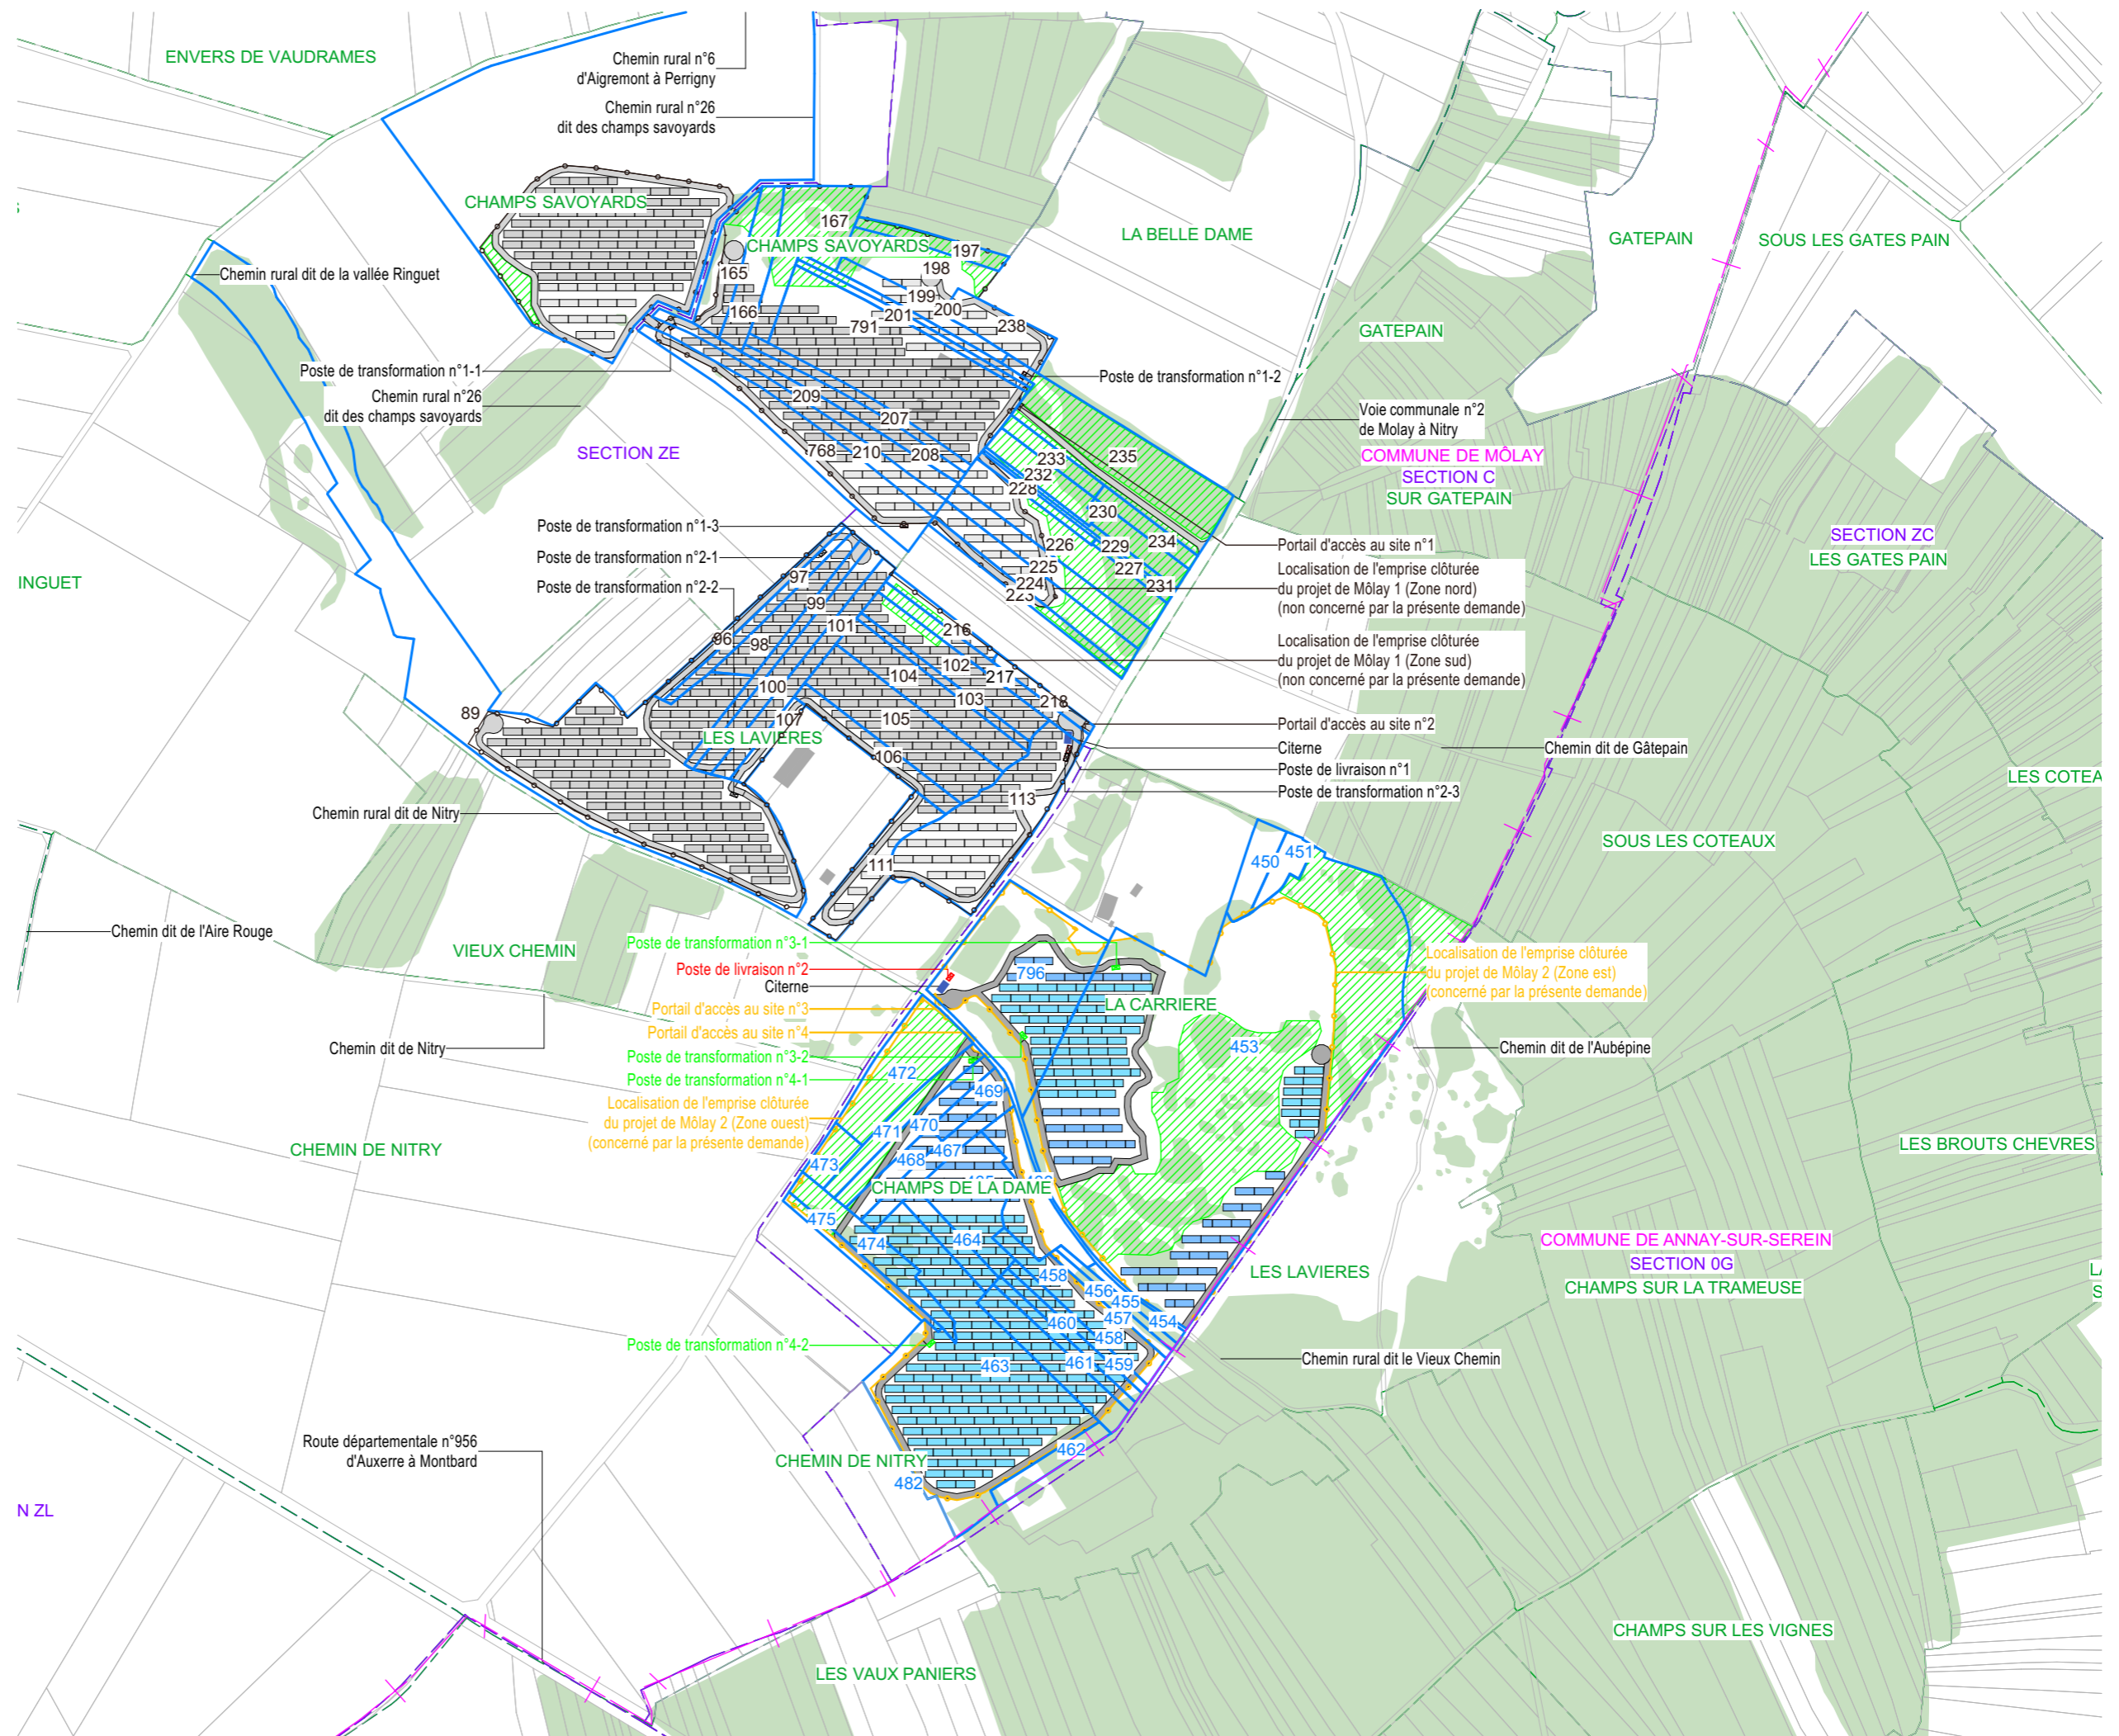 ENVERS DE VAUDRAMES
Chemin rural n°6
d'Aigremont à Perrigny
Chemin rural n°26
dit des champs savoyards
CHAMPS SAVOYARDS
167
CHAMPS SAVOYARDS
197
LA BELLE DAME
GATEPAIN
SOUS LES GATES PAIN
Chemin rural dit de la vallée Ringuet
165
198
199
200
166
201
791
238
GATEPAIN
Poste de transformation n°1-1
Poste de transformation n°1-2
Chemin rural n°26
dit des champs savoyards
209
207
Voie communale n°2
de Molay à Nitry
SECTION ZE
768
210
208
233
235
232
228
COMMUNE DE MÔLAY
SECTION C
SUR GATEPAIN
230
Poste de transformation n°1-3
Poste de transformation n°2-1
Poste de transformation n°2-2
226
229
234
225
227
224
231
223
Portail d'accès au site n°1
Localisation de l'emprise clôturée
du projet de Môlay 1 (Zone nord)
(non concerné par la présente demande)
SECTION ZC
LES GATES PAIN
INGUET
97
99
101
216
96
98
102
104
217
100
103
218
107
105
89
LES LAVIERES
106
Localisation de l'emprise clôturée
du projet de Môlay 1 (Zone sud)
(non concerné par la présente demande)
Portail d'accès au site n°2
Citerne
Chemin dit de Gâtepain
Poste de livraison n°1
Poste de transformation n°2-3
LES COTEA
Chemin rural dit de Nitry
113
111
450
451
SOUS LES COTEAUX
Chemin dit de l'Aire Rouge
VIEUX CHEMIN
Poste de transformation n°3-1
Poste de livraison n°2
Citerne
Portail d'accès au site n°3
Portail d'accès au site n°4
Poste de transformation n°3-2
Poste de transformation n°4-1
Localisation de l'emprise clôturée
du projet de Môlay 2 (Zone ouest)
(concerné par la présente demande)
796
LA CARRIERE
Localisation de l'emprise clôturée
du projet de Môlay 2 (Zone est)
(concerné par la présente demande)
Chemin dit de Nitry
453
Chemin dit de l'Aubépine
472
469
471
470
467
468
473
CHEMIN DE NITRY
LES BROUTS CHEVRES
CHAMPS DE LA DAME
475
474
464
458
456
455
457
454
460
458
461
459
463
LES LAVIERES
COMMUNE DE ANNAY-SUR-SEREIN
SECTION 0G
CHAMPS SUR LA TRAMEUSE
LA
S
Poste de transformation n°4-2
Chemin rural dit le Vieux Chemin
Route départementale n°956
d'Auxerre à Montbard
CHEMIN DE NITRY
462
482
N ZL
CHAMPS SUR LES VIGNES
LES VAUX PANIERS